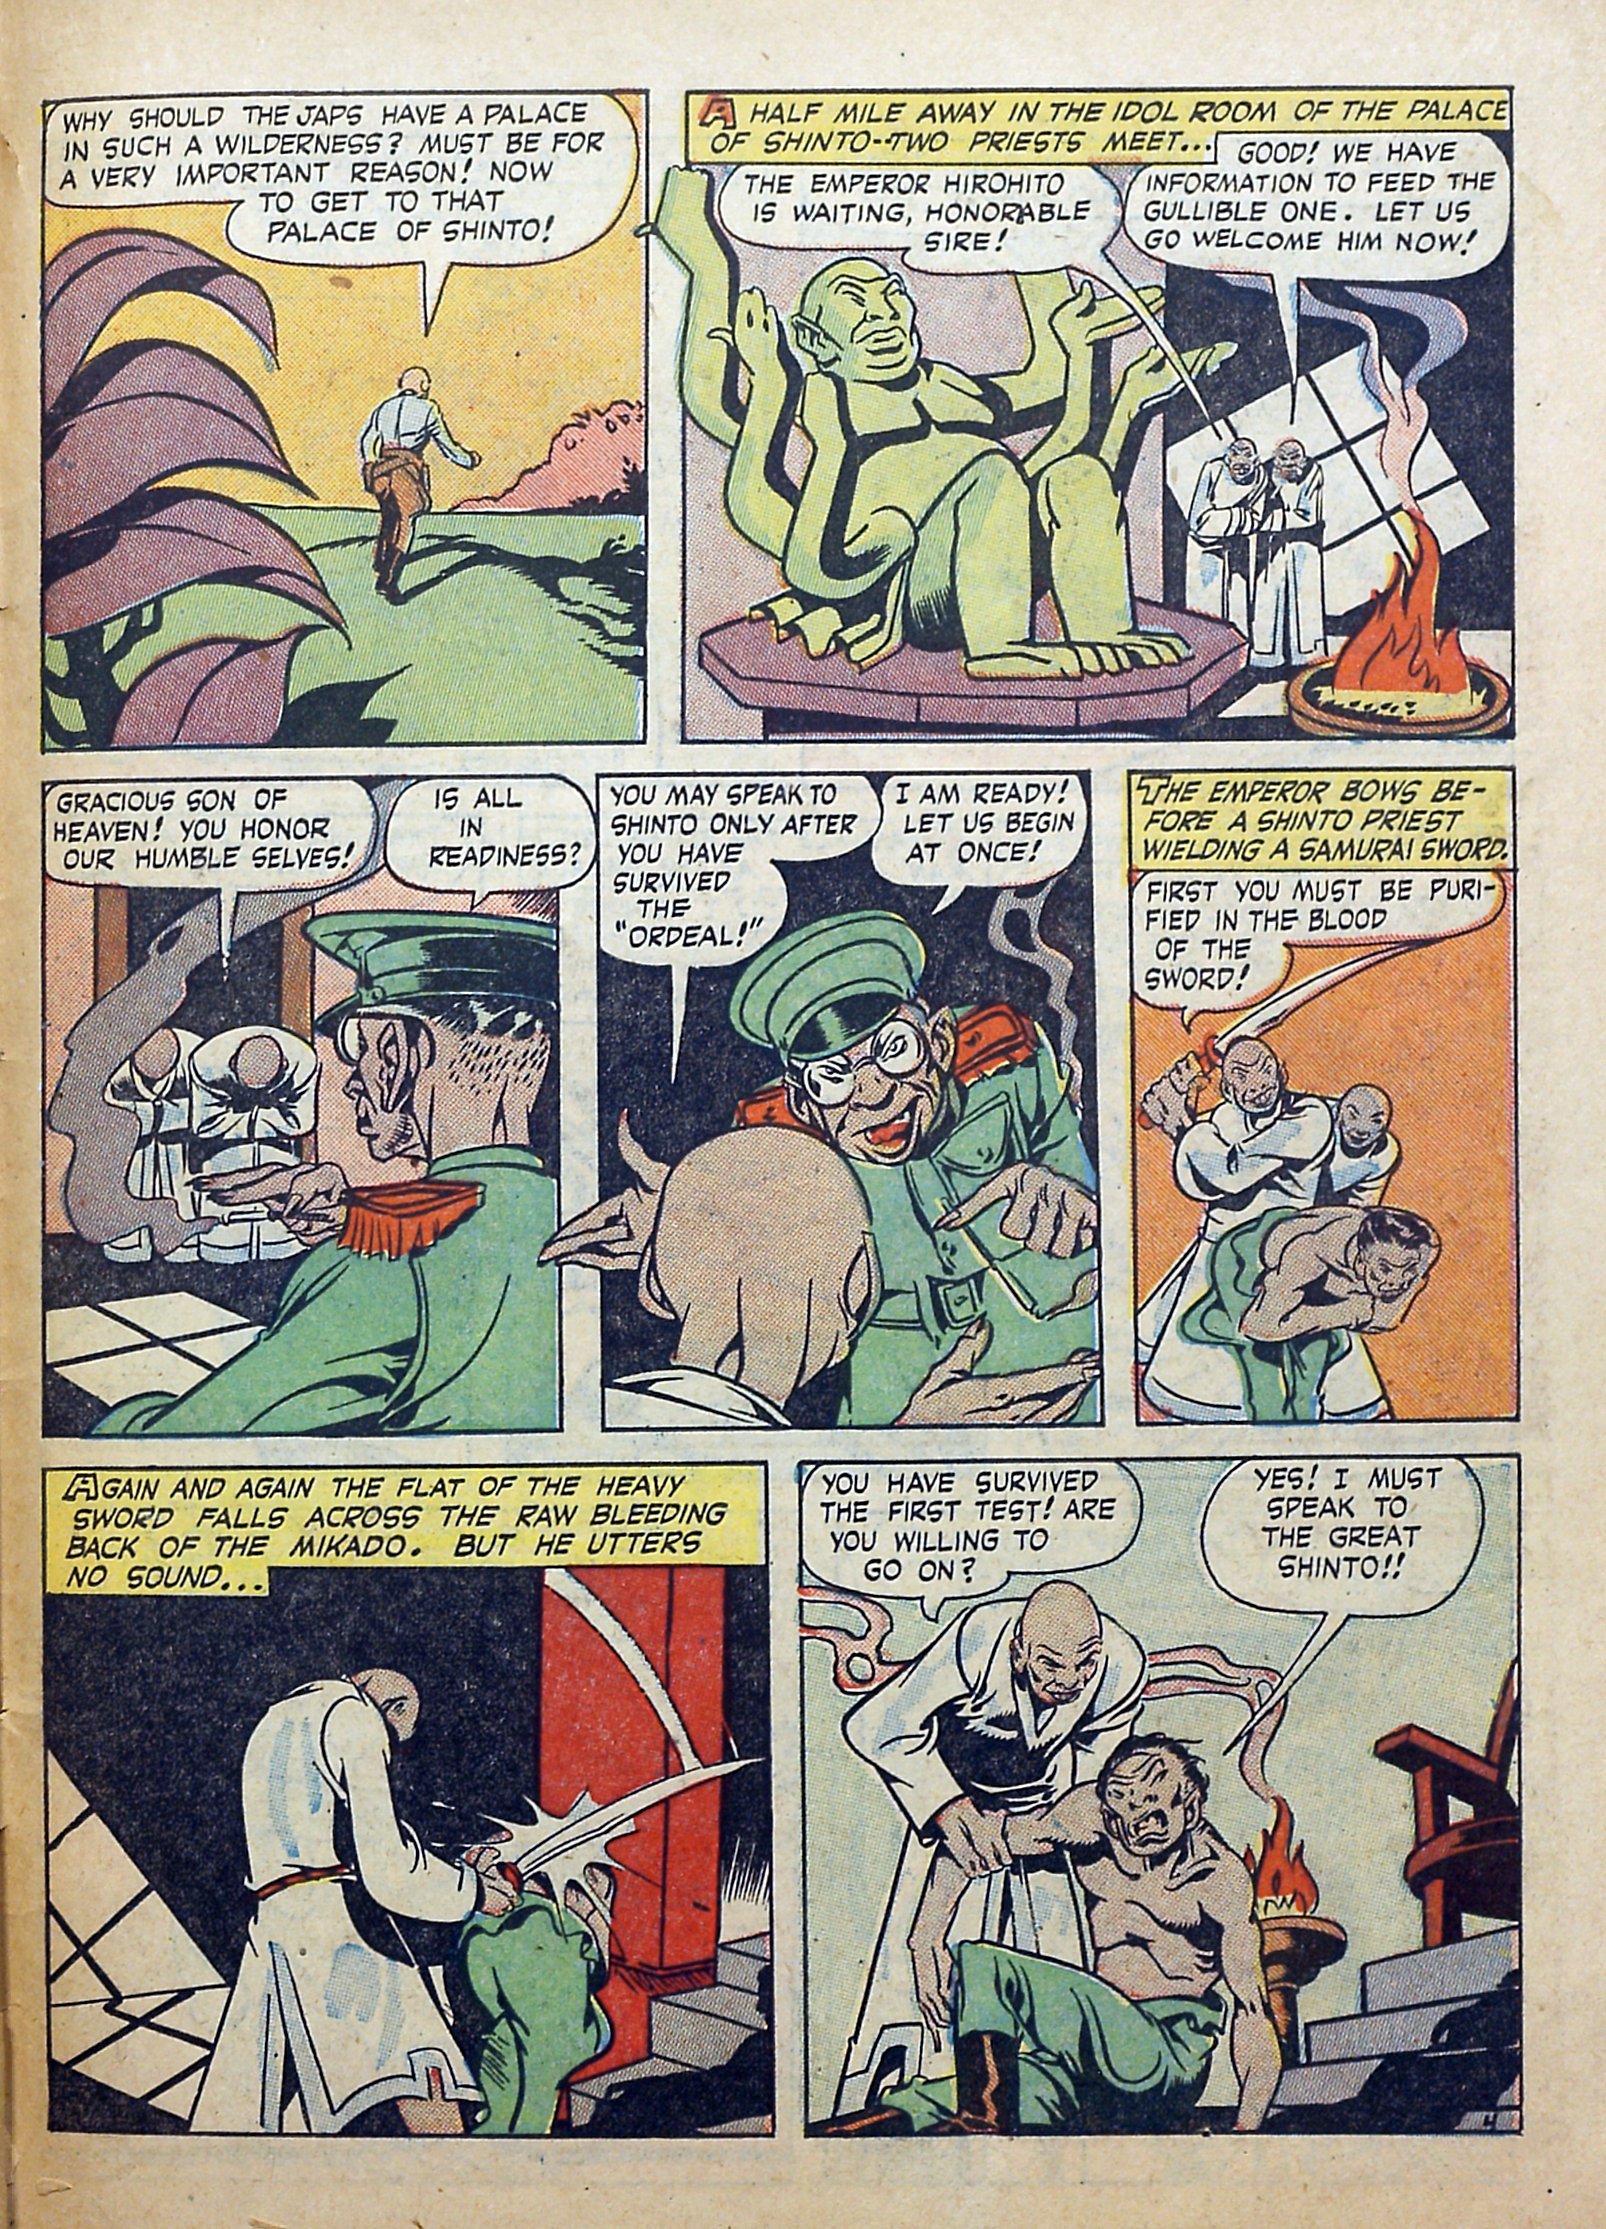 WHY SHOULD THE JAPS HAVE A PALACE
IN SUCH A WILDERNESS? MUST BE FOR
A VERY IMPORTANT REASON! NOW
TO GET TO THAT
PALACE OF SHINTO!
A HALF MILE AWAY IN THE IDOL ROOM OF THE PALACE
OF SHINTO--TWO PRIESTS MEET...
THE EMPEROR HIROHITO
IS WAITING, HONORABLE
SIRE!
GOOD! WE HAVE
INFORMATION TO FEED THE
GULLIBLE ONE. LET US
GO WELCOME HIM NOW!
GRACIOUS SON OF
HEAVEN! YOU HONOR
OUR HUMBLE SELVES!
IS ALL
IN
READINESS?
YOU MAY SPEAK TO
SHINTO ONLY AFTER
YOU HAVE
SURVIVED
THE
"ORDEAL!"
I AM READY!
LET US BEGIN
AT ONCE!
THE EMPEROR BOWS BE-
FORE A SHINTO PRIEST
WIELDING A SAMURAI SWORD.
FIRST YOU MUST BE PURI-
FIED IN THE BLOOD
OF THE
SWORD!
AGAIN AND AGAIN THE FLAT OF THE HEAVY
SWORD FALLS ACROSS THE RAW BLEEDING
BACK OF THE MIKADO. BUT HE UTTERS
NO SOUND...
YOU HAVE SURVIVED
THE FIRST TEST! ARE
YOU WILLING TO
GO ON?
YES! I MUST
SPEAK TO
THE GREAT
SHINTO!!
4